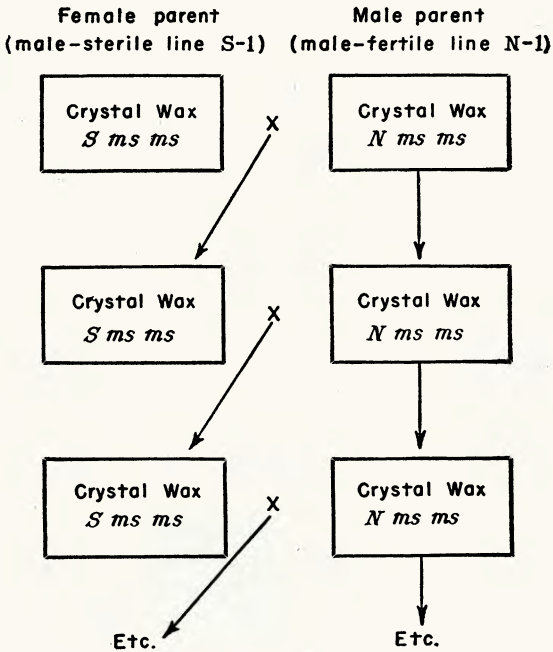 Female parent
(male-sterile line S-1)
Male parent
(male-fertile line N-1)
Crystal Wax
S ms ms
X
Crystal Wax
N ms ms
Crystal Wax
S ms ms
X
Crystal Wax
N ms ms
Crystal Wax
S ms ms
X
Crystal Wax
N ms ms
Etc.
Etc.